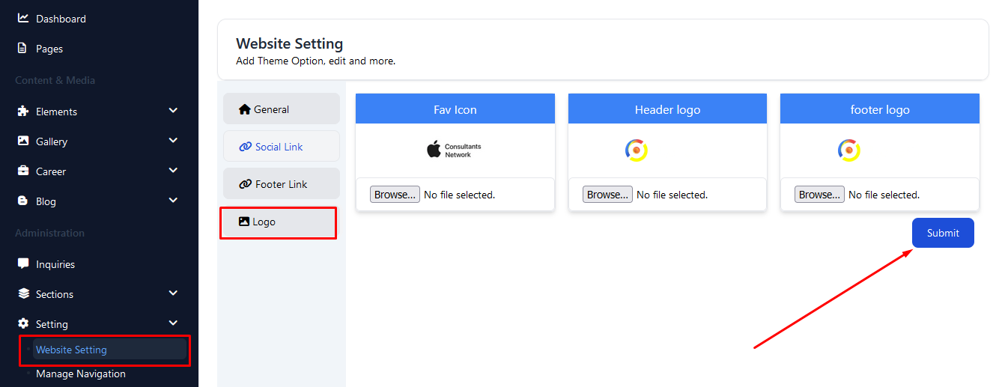 Dashboard
Pages
Content & Media
Elements
Gallery
Career
Blog
Administration
Inquiries
Sections
Setting
Website Setting
Manage Navigation
Website Setting
Add Theme Option, edit and more.
General
Social Link
Footer Link
Logo
Fav Icon
Consultants
Network
Browse... No file selected.
Header logo
Browse... No file selected.
footer logo
Browse... No file selected.
Submit